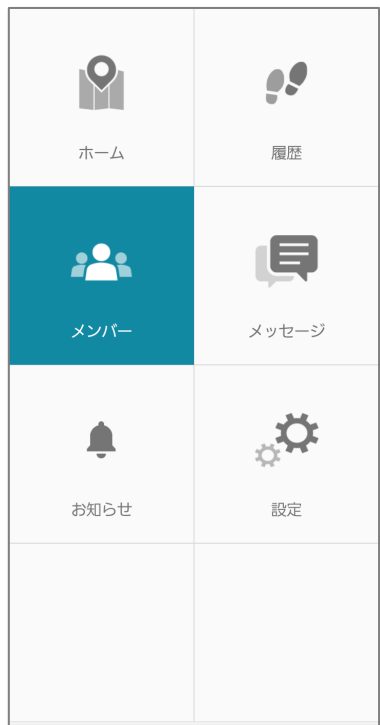 ホーム
履歴
メンバー
メッセージ
お知らせ
設定